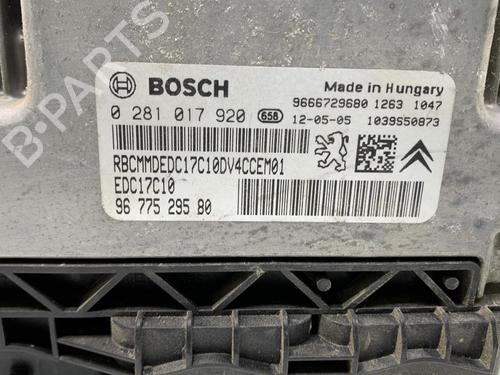 BOSCH
Made in Hungary
0 281 017 920 658
9666729680 1263 1047
12-05-05 1039S50873
RBCMMDEDC17C10DV4CCEM01
EDC17C10
96 775 295 80
B-PARTS